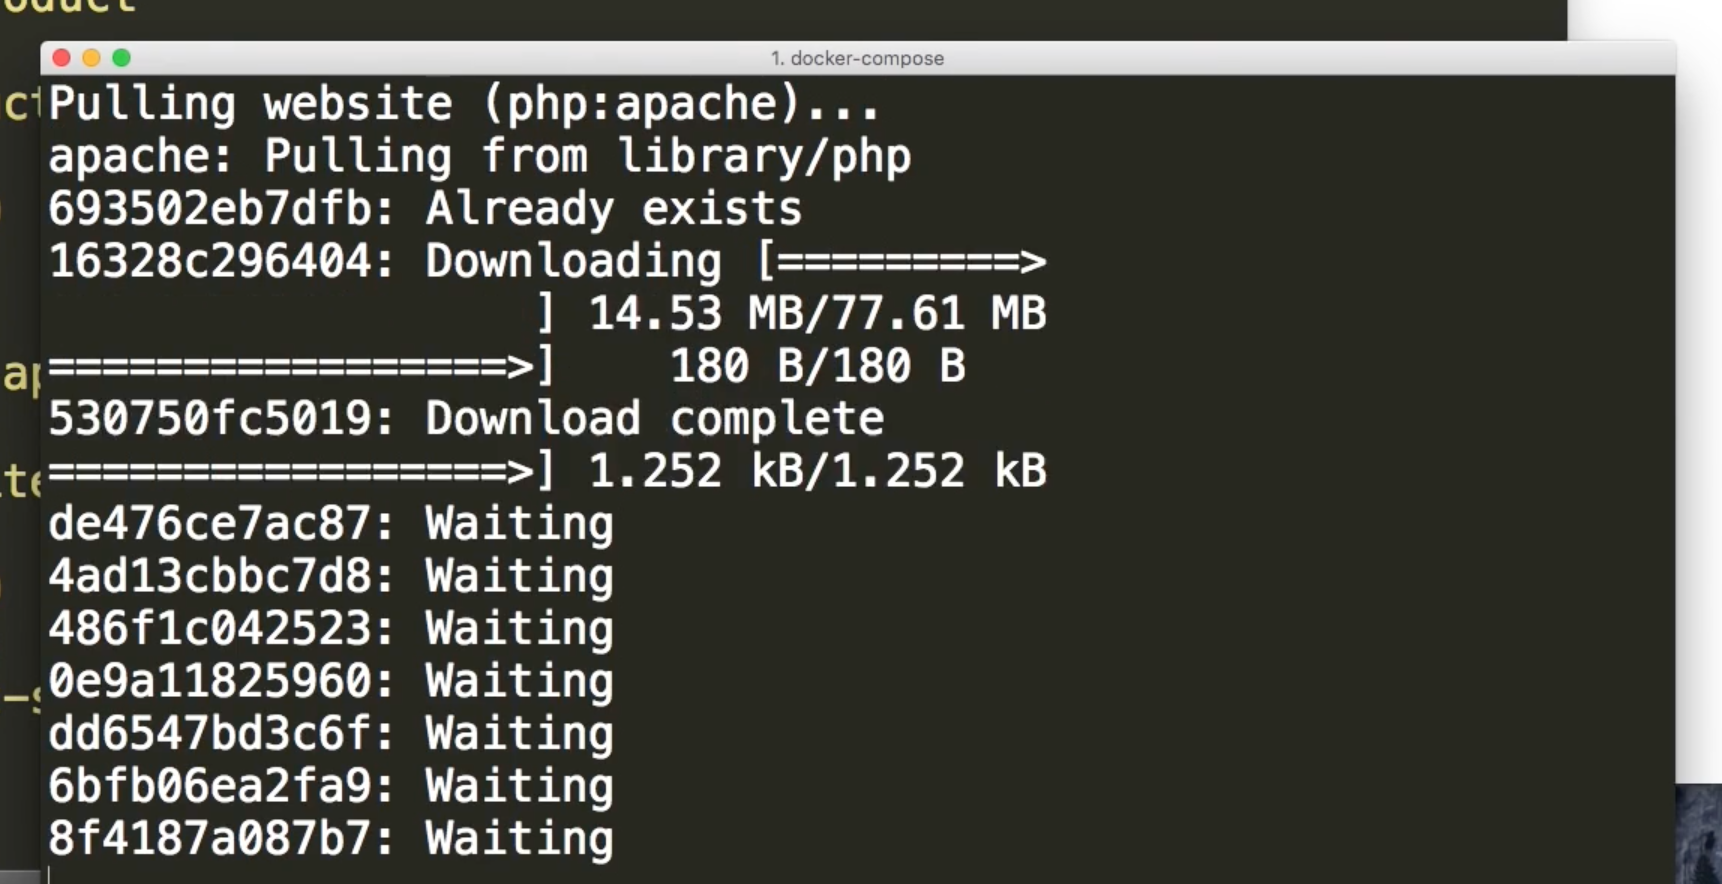 oduct
1. docker-compose
Pulling website (php:apache)...
apache: Pulling from library/php
693502eb7dfb: Already exists
16328c296404: Downloading [=========>
] 14.53 MB/77.61 MB
=================>] 180 B/180 B
530750fc5019: Download complete
=================>] 1.252 kB/1.252 kB
de476ce7ac87: Waiting
4ad13cbbc7d8: Waiting
486f1c042523: Waiting
0e9a11825960: Waiting
dd6547bd3c6f: Waiting
6bfb06ea2fa9: Waiting
8f4187a087b7: Waiting